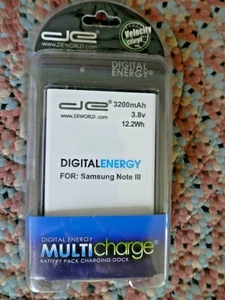 de
www.DEWORLD.com
Velocity
charge
DIGITAL
ENERGY®
de 3200mAh
www.DEWORLD.com 3.8v
12.2Wh
DIGITALENERGY
FOR: Samsung Note III
DIGITAL ENERGY
MULTIcharge®
BATTERY PACK CHARGING DOCK